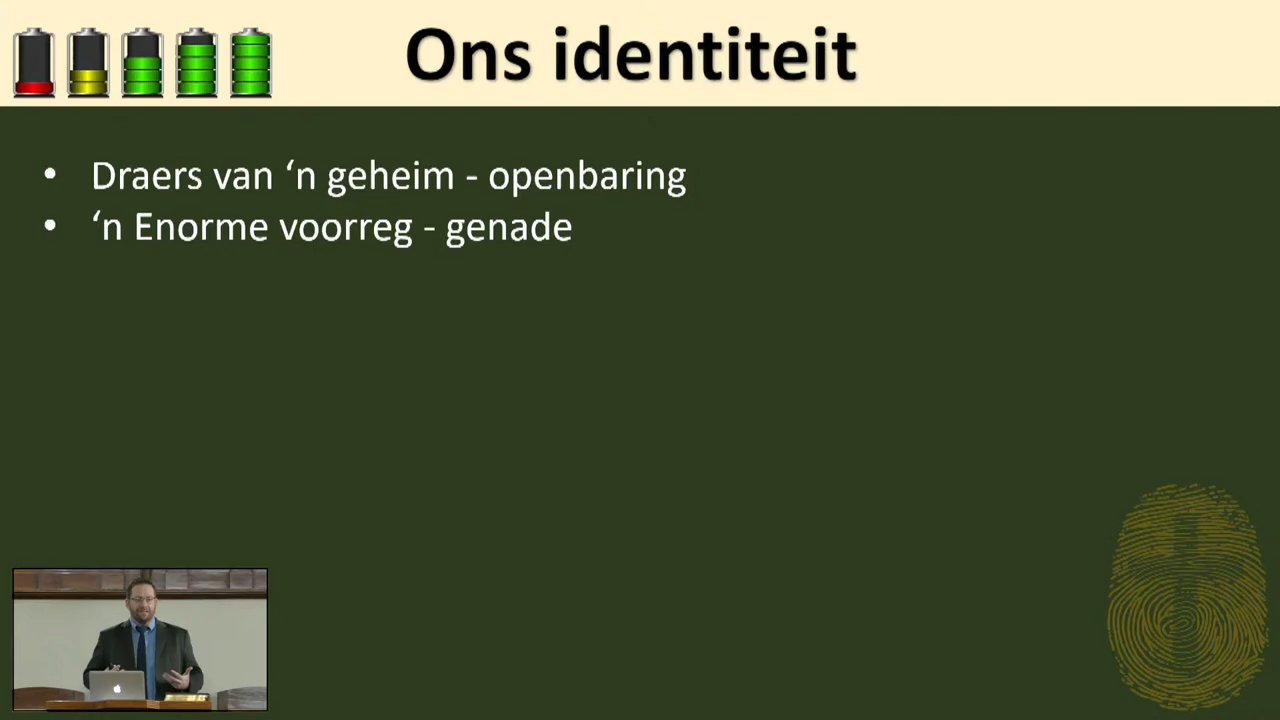 Ons identiteit
• Draers van ‘n geheim - openbaring
• ‘n Enorme voorreg - genade